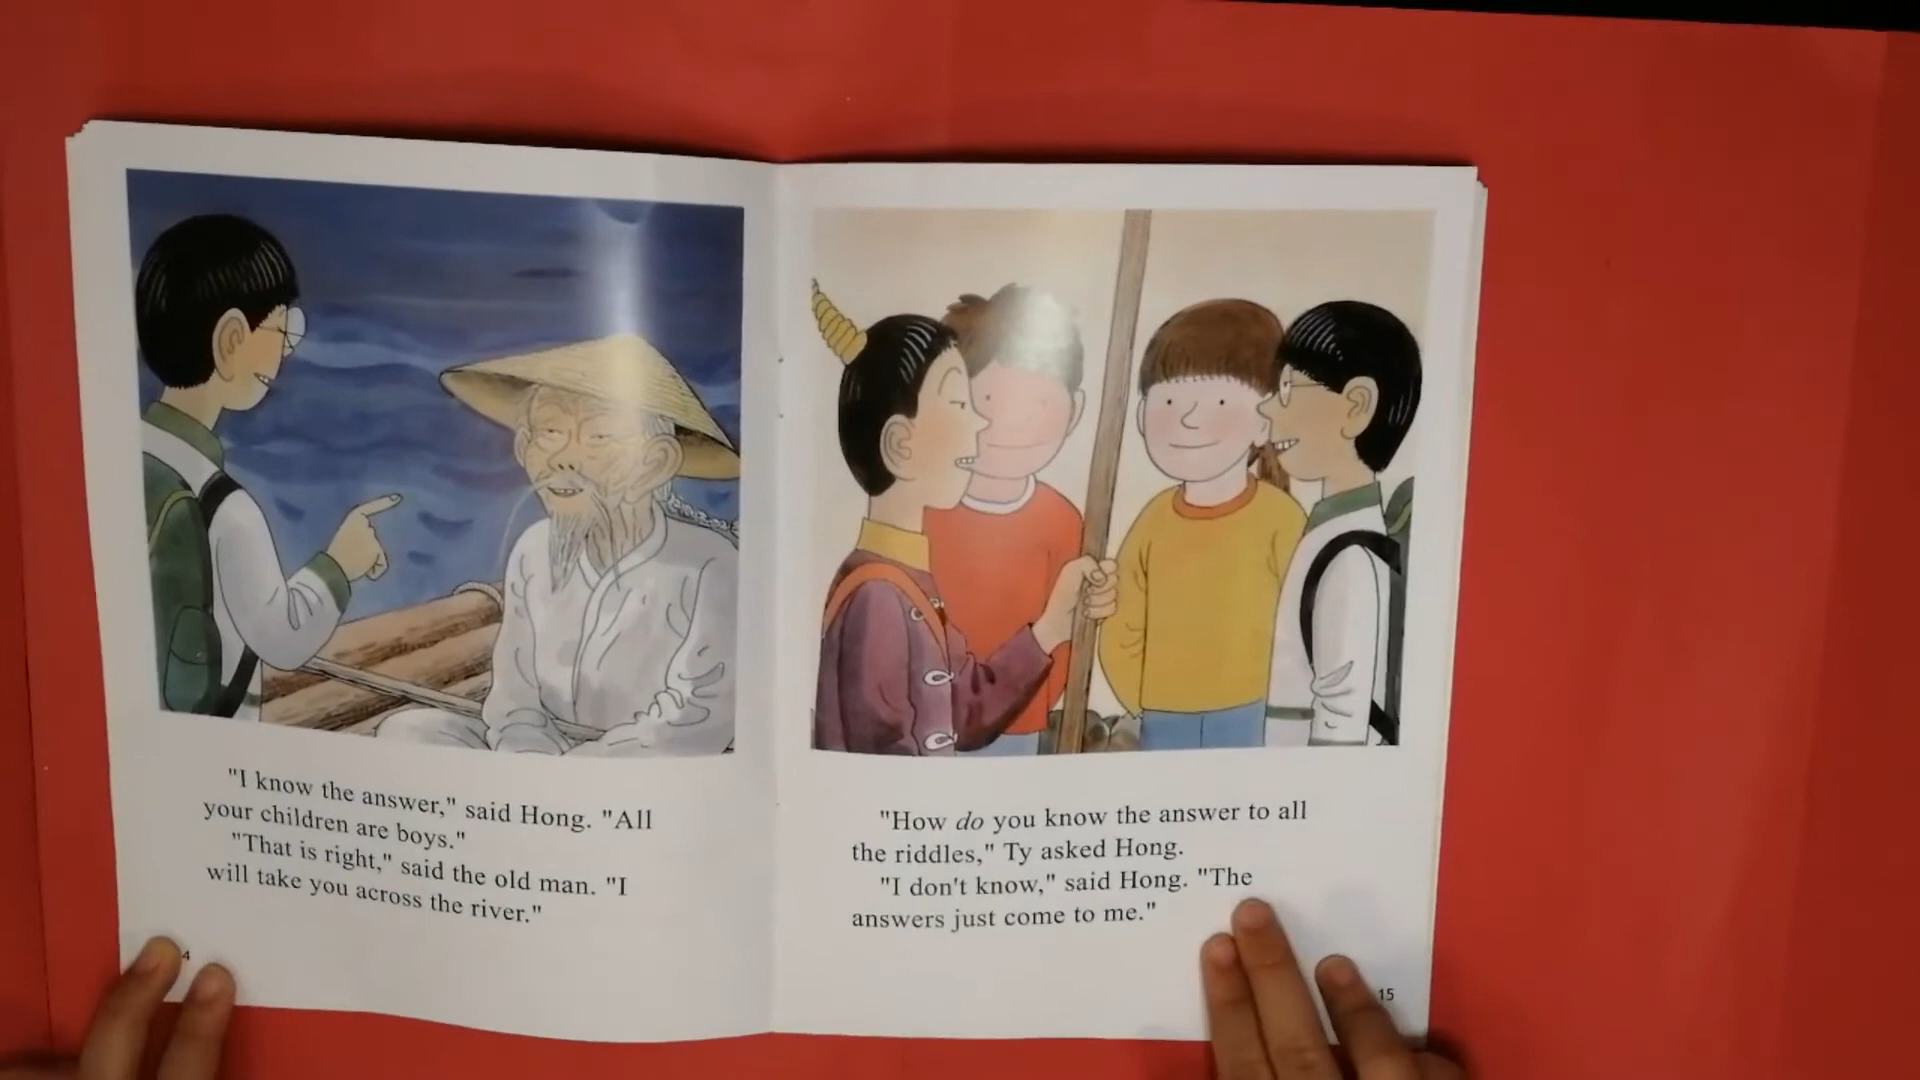 "I know the answer," said Hong. "All
your children are boys."
"That is right," said the old man. "I
will take you across the river."
4
"How do you know the answer to all
the riddles," Ty asked Hong.
"I don't know," said Hong. "The
answers just come to me."
15